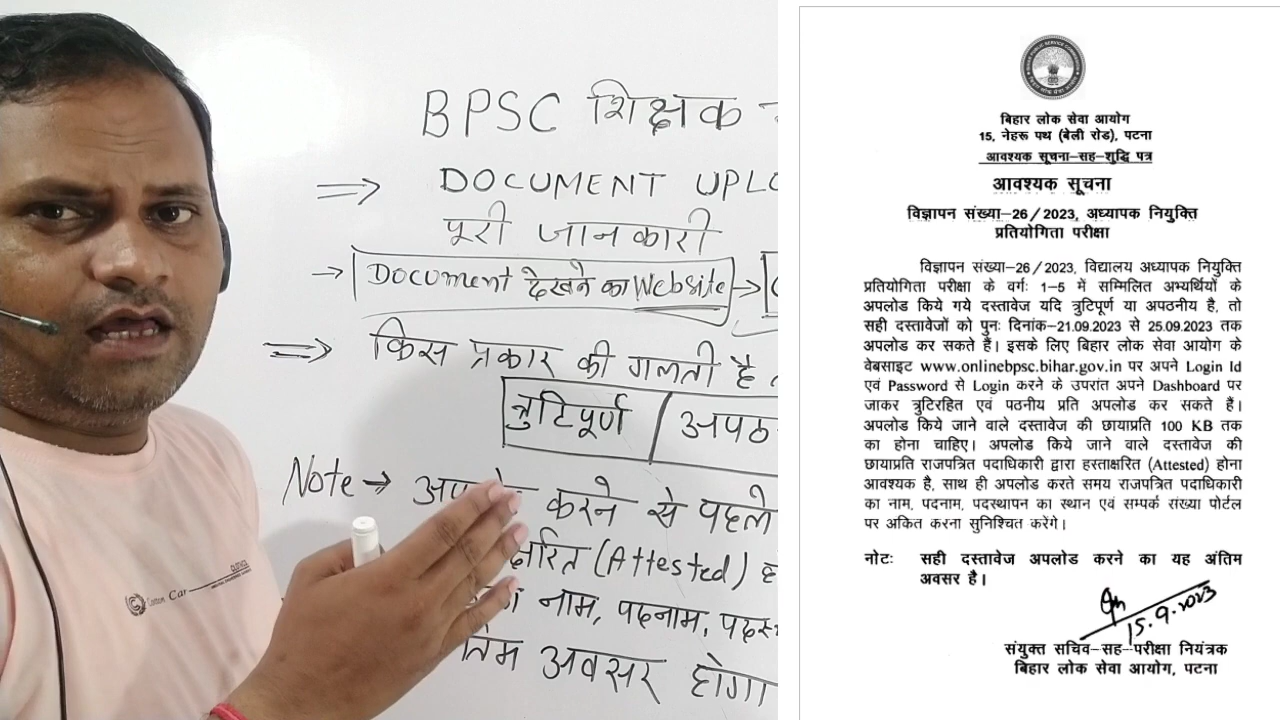 BPSC शिक्षक
DOCUMENT UPLO
पूरी जानकारी
→ Document देखने का Website →
⇒ किस प्रकार की गलती है
त्रुटिपूर्ण / अपठ
Note → करने से पहले
क्षरित (Attested)
नाम, पदनाम, पदस्
तिम अवसर होगा
Cotton Car
बिहार लोक सेवा आयोग
15, नेहरू पथ (बेली रोड), पटना
आवश्यक सूचना–सह–शुद्धि पत्र
आवश्यक सूचना
विज्ञापन संख्या–26 / 2023, अध्यापक नियुक्ति
प्रतियोगिता परीक्षा
विज्ञापन संख्या–26 / 2023, विद्यालय अध्यापक नियुक्ति
प्रतियोगिता परीक्षा के वर्गः 1–5 में सम्मिलित अभ्यर्थियों के
अपलोड किये गये दस्तावेज यदि त्रुटिपूर्ण या अपठनीय है, तो
सही दस्तावेजों को पुनः दिनांक–21.09.2023 से 25.09.2023 तक
अपलोड कर सकते हैं। इसके लिए बिहार लोक सेवा आयोग के
वेबसाइट www.onlinebpsc.bihar.gov.in पर अपने Login Id
एवं Password से Login करने के उपरांत अपने Dashboard पर
जाकर त्रुटिरहित एवं पठनीय प्रति अपलोड कर सकते हैं।
अपलोड किये जाने वाले दस्तावेज की छायाप्रति 100 KB तक
का होना चाहिए। अपलोड किये जाने वाले दस्तावेज की
छायाप्रति राजपत्रित पदाधिकारी द्वारा हस्ताक्षरित (Attested) होना
आवश्यक है, साथ ही अपलोड करते समय राजपत्रित पदाधिकारी
का नाम, पदनाम, पदस्थापन का स्थान एवं सम्पर्क संख्या पोर्टल
पर अकित करना सुनिश्चित करेंगे।
नोटः सही दस्तावेज अपलोड करने का यह अंतिम
अवसर है।
15.9.2023
संयुक्त सचिव–सह–परीक्षा नियंत्रक
बिहार लोक सेवा आयोग, पटना